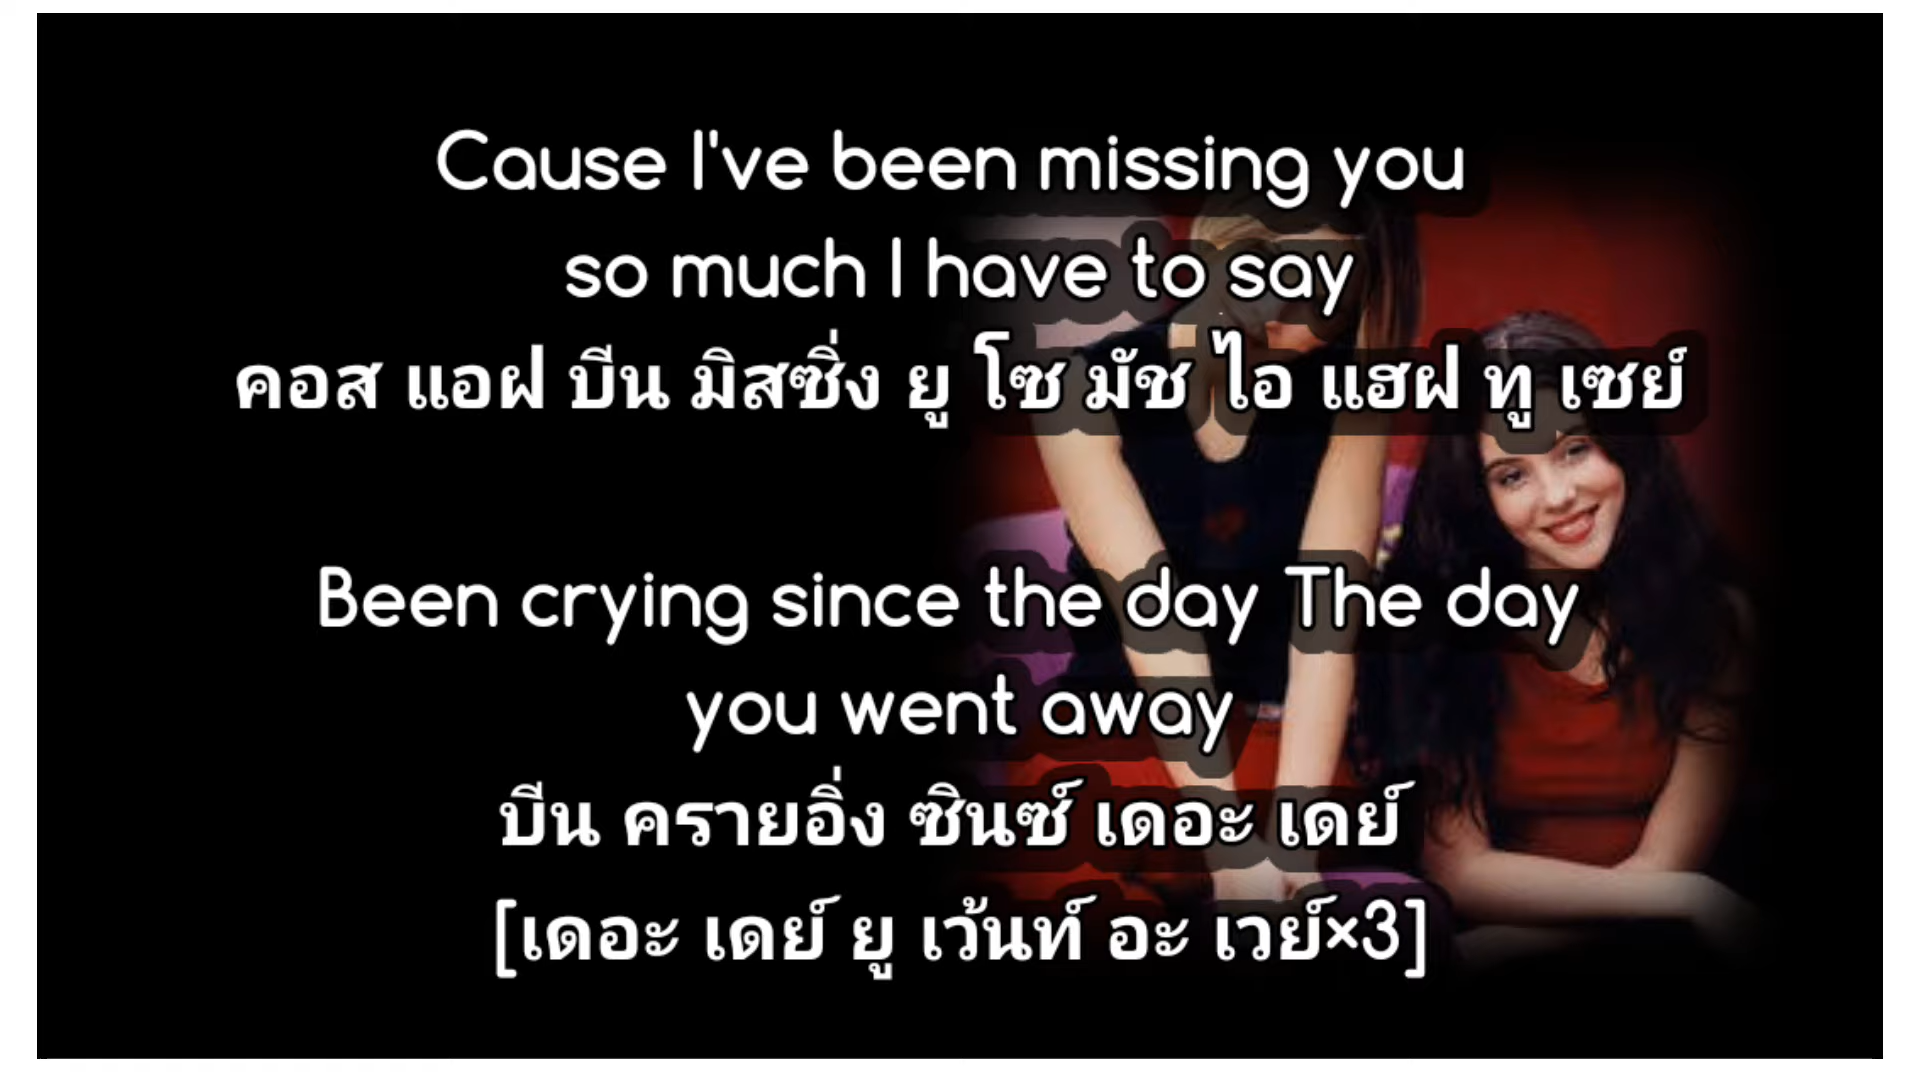 Cause I've been missing you
so much I have to say
คอส แอฝ บีน มิสซิ่ง ยู โซ มัช ไอ แฮฝ ทู เซย์
Been crying since the day The day
you went away
บีน ครายอิ่ง ซินซ์ เดอะ เดย์
[เดอะ เดย์ ยู เว้นท์ อะ เวย์×3]